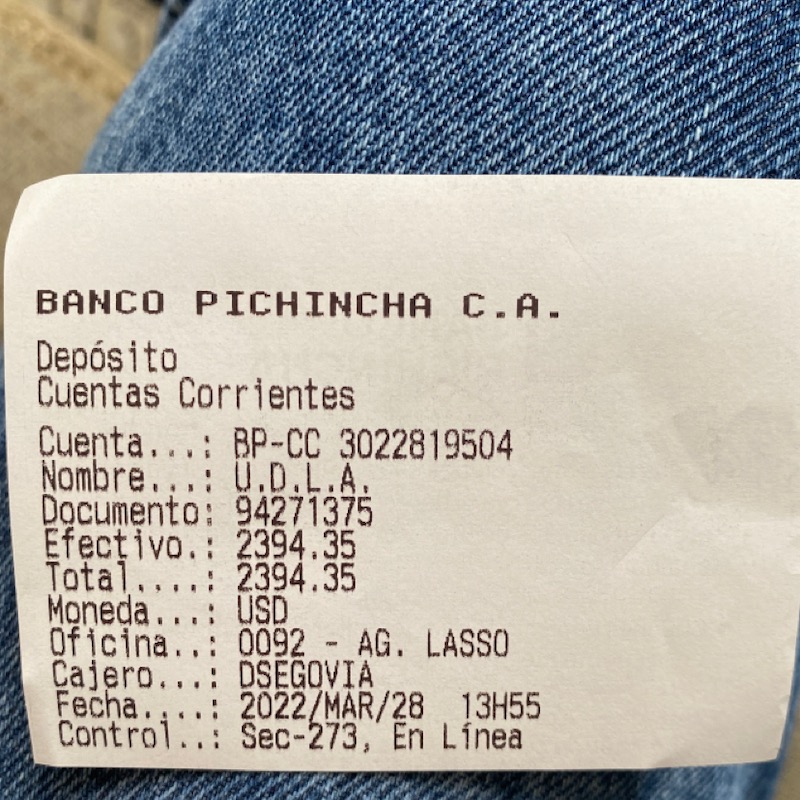 BANCO PICHINCHA C.A.
Depósito
Cuentas Corrientes
Cuenta...: BP-CC 3022819504
Nombre...: U.D.L.A.
Documento: 94271375
Efectivo.: 2394.35
Total....: 2394.35
Moneda...: USD
Oficina..: 0092 - AG. LASSO
Cajero...: DSEGOVIA
Fecha....: 2022/MAR/28 13H55
Control..: Sec-273, En Línea